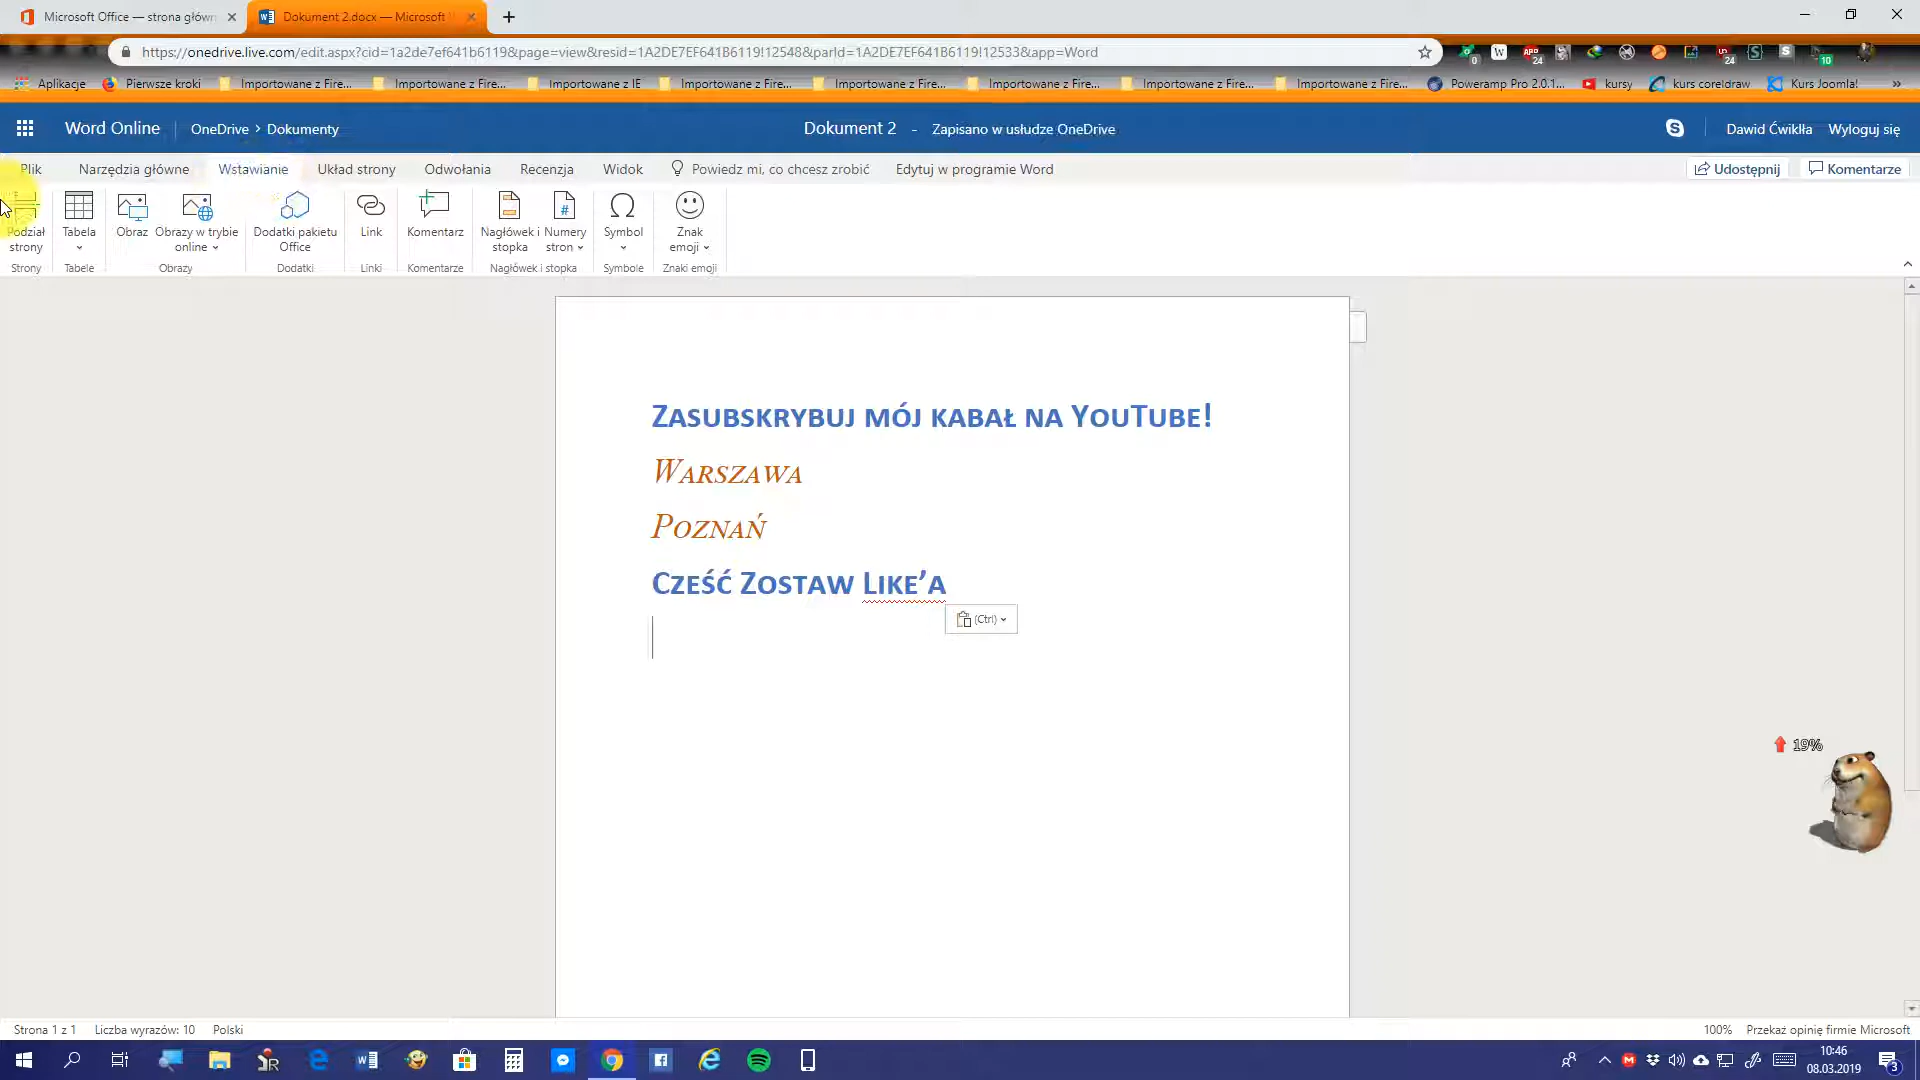 Microsoft Office — strona główn
Dokument 2.docx — Microsoft
https://onedrive.live.com/edit.aspx?cid=1a2de7ef641b6119&page=view&resid=1A2DE7EF641B6119!12548&parId=1A2DE7EF641B6119!12533&app=Word
Aplikacje
Pierwsze kroki
Importowane z Fire...
Importowane z Fire...
Importowane z IE
Importowane z Fire...
Importowane z Fire...
Importowane z Fire...
Importowane z Fire...
Importowane z Fire...
Poweramp Pro 2.0.1...
kursy
kurs coreldraw
Kurs Joomla!
Word Online
OneDrive > Dokumenty
Dokument 2 - Zapisano w usłudze OneDrive
Dawid Ćwiklła
Wyloguj się
Plik
Narzędzia główne
Wstawianie
Układ strony
Odwołania
Recenzja
Widok
Powiedz mi, co chcesz zrobić
Edytuj w programie Word
Udostępnij
Komentarze
Podział strony
Tabela
Obraz
Obrazy w trybie online
Dodatki pakietu Office
Link
Komentarz
Nagłówek i stopka
Numery stron
Symbol
Znak emoji
Strony
Tabele
Obrazy
Dodatki
Linki
Komentarze
Nagłówek i stopka
Symbole
Znaki emoji
Zasubskrybuj mój kabał na YouTube!
Warszawa
Poznań
Cześć Zostaw Like’a
(Ctrl)
19%
Strona 1 z 1
Liczba wyrazów: 10
Polski
100%
Przekaż opinię firmie Microsoft
10:46
08.03.2019
3